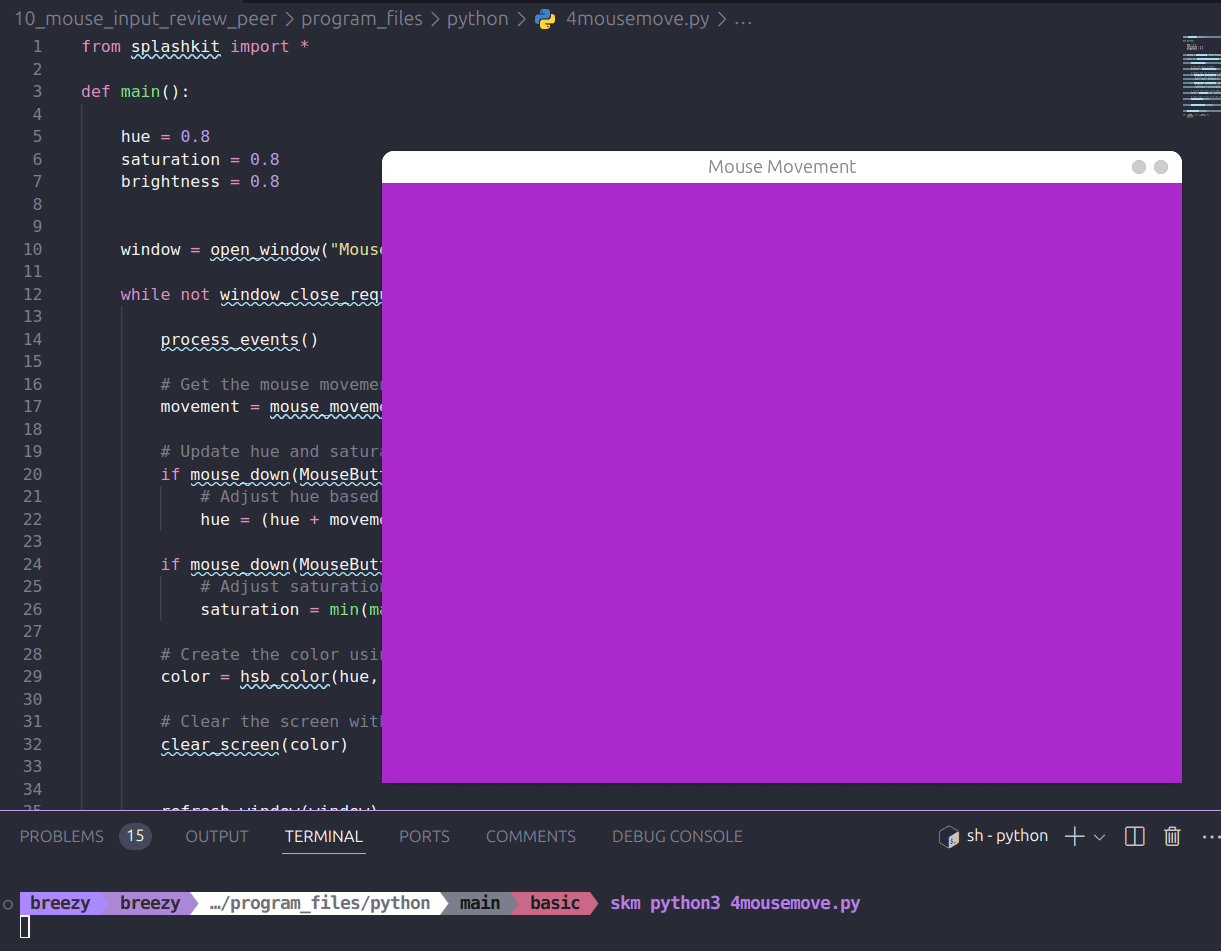 10_mouse_input_review_peer > program_files > python > 4mousemove.py > ...
1 from splashkit import *
2
3 def main():
4
5 hue = 0.8
6 saturation = 0.8
7 brightness = 0.8
8
9
10 window = open_window("Mouse
11
12 while not window_close_requ
13
14 process_events()
15
16 # Get the mouse movemen
17 movement = mouse_moveme
18
19 # Update hue and satura
20 if mouse_down(MouseButt
21 # Adjust hue based
22 hue = (hue + moveme
23
24 if mouse_down(MouseButt
25 # Adjust saturation
26 saturation = min(ma
27
28 # Create the color usin
29 color = hsb_color(hue,
30
31 # Clear the screen with
32 clear_screen(color)
33
34
35 refresh_window(window)
Mouse Movement
PROBLEMS 15 OUTPUT TERMINAL PORTS COMMENTS DEBUG CONSOLE sh - python
breezy breezy …/program_files/python main basic skm python3 4mousemove.py